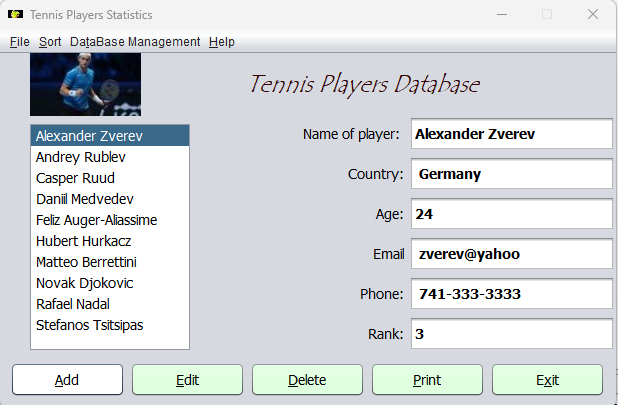 Tennis Players Statistics
File Sort DataBase Management Help
Tennis Players Database
Alexander Zverev
Andrey Rublev
Casper Ruud
Daniil Medvedev
Feliz Auger-Aliassime
Hubert Hurkacz
Matteo Berrettini
Novak Djokovic
Rafael Nadal
Stefanos Tsitsipas
Name of player: Alexander Zverev
Country: Germany
Age: 24
Email zverev@yahoo
Phone: 741-333-3333
Rank: 3
Add Edit Delete Print Exit